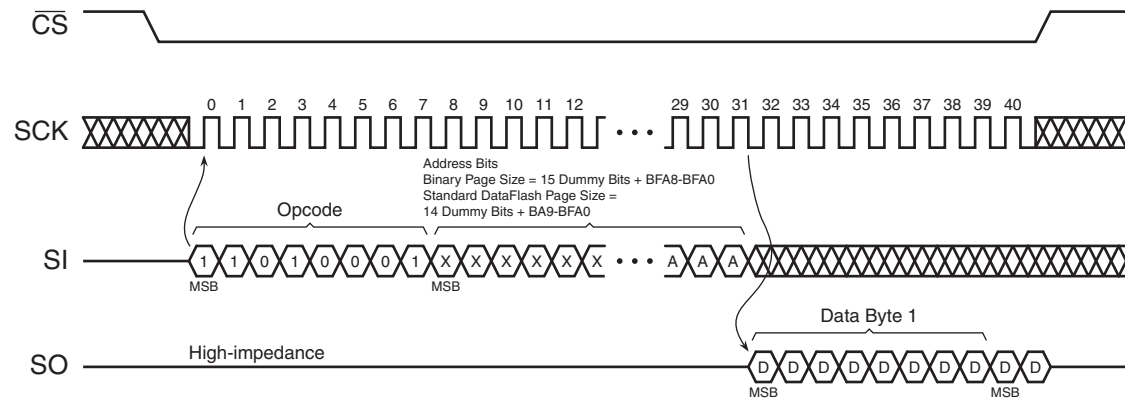 CS
SCK
0 1 2 3 4 5 6 7 8 9 10 11 12 29 30 31 32 33 34 35 36 37 38 39 40
Address Bits
Binary Page Size = 15 Dummy Bits + BFA8-BFA0
Standard DataFlash Page Size =
14 Dummy Bits + BA9-BFA0
Opcode
SI
1 1 0 1 0 0 0 1 X X X X X X A A A
MSB MSB
Data Byte 1
High-impedance
SO
D D D D D D D D D D
MSB MSB